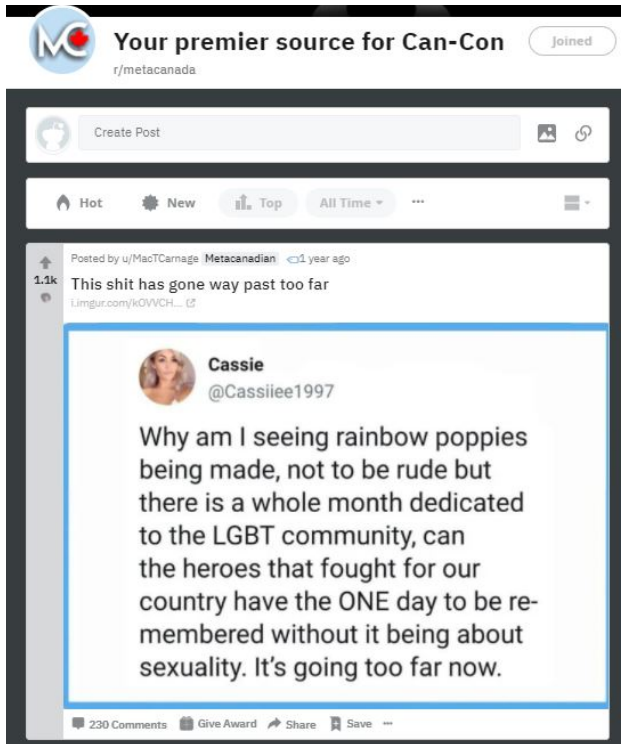 MC
Your premier source for Can-Con
Joined
r/metacanada
Create Post
Hot New Top All Time ...
Posted by u/MacTCarnage Metacanadian 1 year ago
1.1k
This shit has gone way past too far
i.imgur.com/kOVVCH...
Cassie
@Cassiiee1997
Why am I seeing rainbow poppies
being made, not to be rude but
there is a whole month dedicated
to the LGBT community, can
the heroes that fought for our
country have the ONE day to be re-
membered without it being about
sexuality. It's going too far now.
230 Comments Give Award Share Save ...